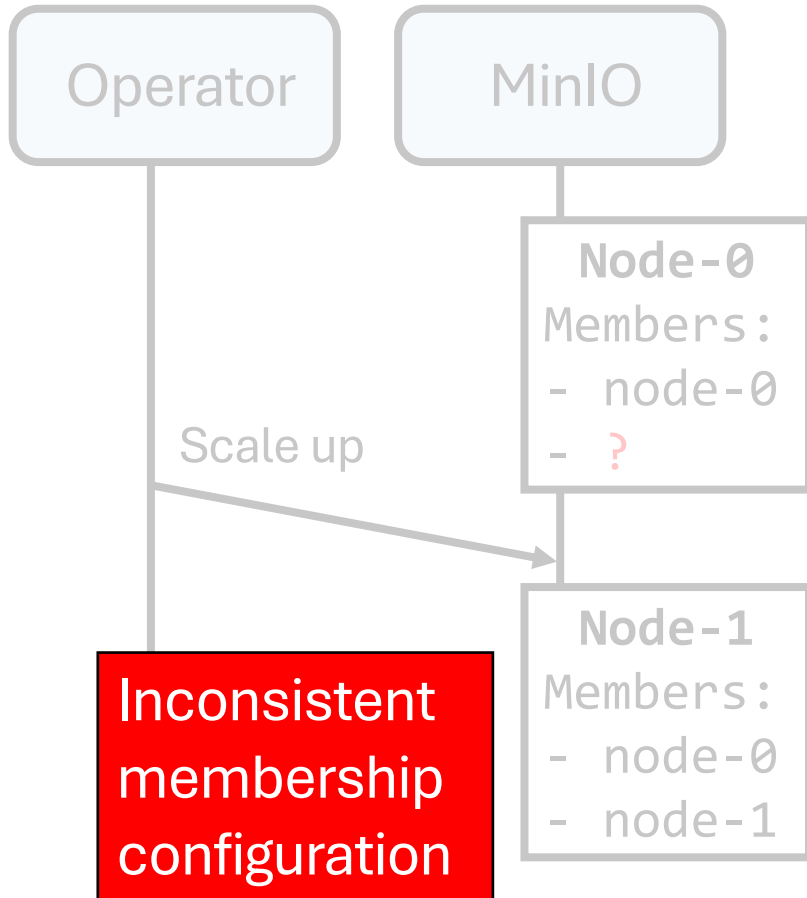 Operator
MinIO
Node-0
Members:
- node-0
- ?
Scale up
Node-1
Members:
- node-0
- node-1
Inconsistent
membership
configuration